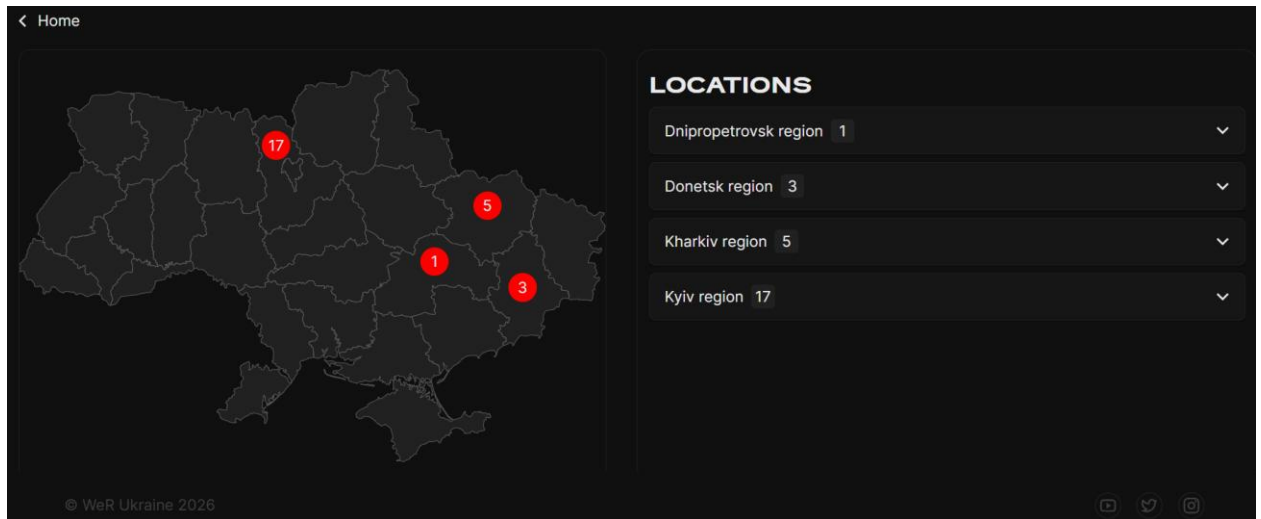 Home
17
5
1
3
LOCATIONS
Dnipropetrovsk region 1
Donetsk region 3
Kharkiv region 5
Kyiv region 17
© WeR Ukraine 2026